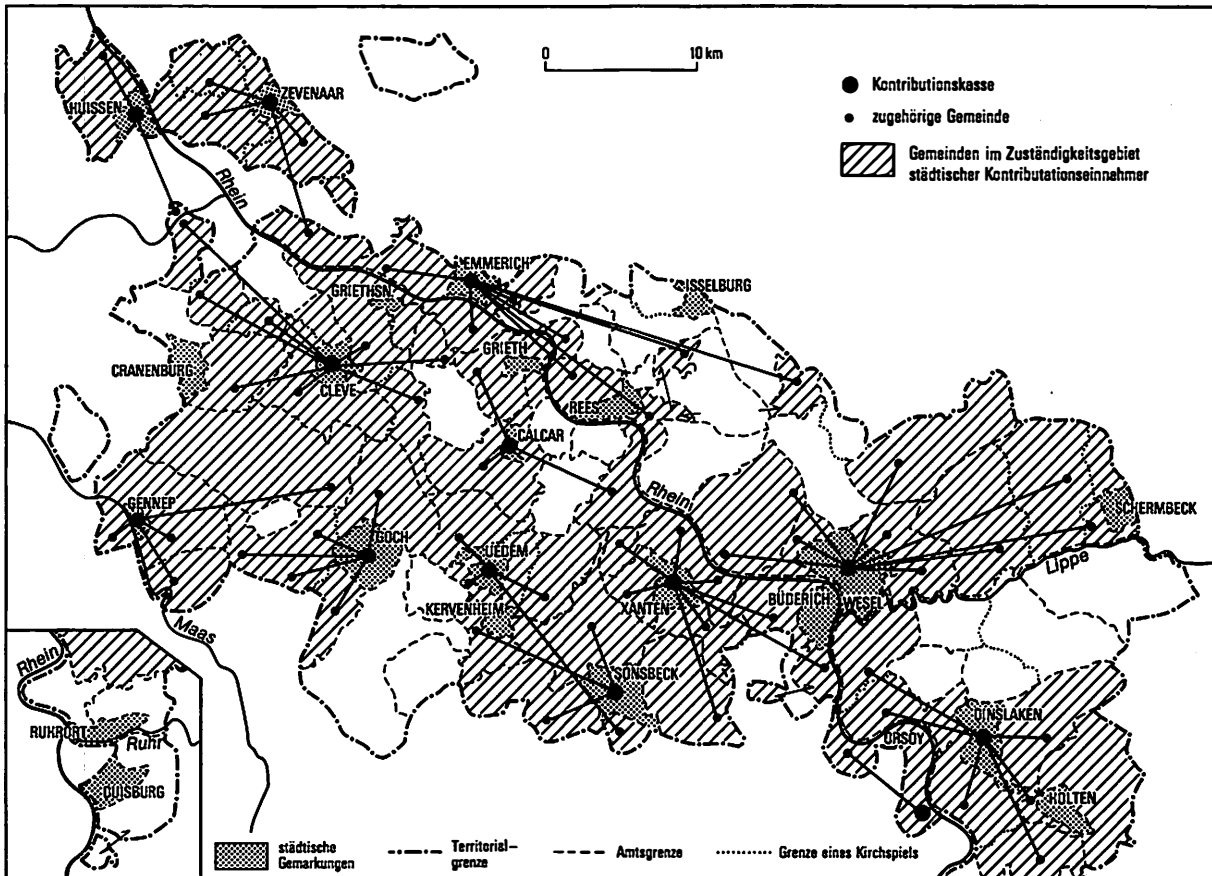 0 10 km
Kontributionskasse
zugehörige Gemeinde
Gemeinden im Zuständigkeitsgebiet
städtischer Kontributationseinnahmer
HUISSEN
ZEVENAAR
Rhein
EMMERICH
GRIETHSN.
ISSELBURG
GRIETH
CRANENBURG
CLEVE
REES
CALCAR
Rhein
GENNEP
GOCH
UEDEM
SCHERMBECK
Lippe
KERVENHEIM
XANTEN
BÜDERICH
WESEL
Maas
SONSBECK
DINSLAKEN
ORSOY
HOLTEN
Rhein
RUHRORT
Ruhr
DUISBURG
städtische
Gemarkungen
Territorial-
grenze
Amtsgrenze
Grenze eines Kirchspiels